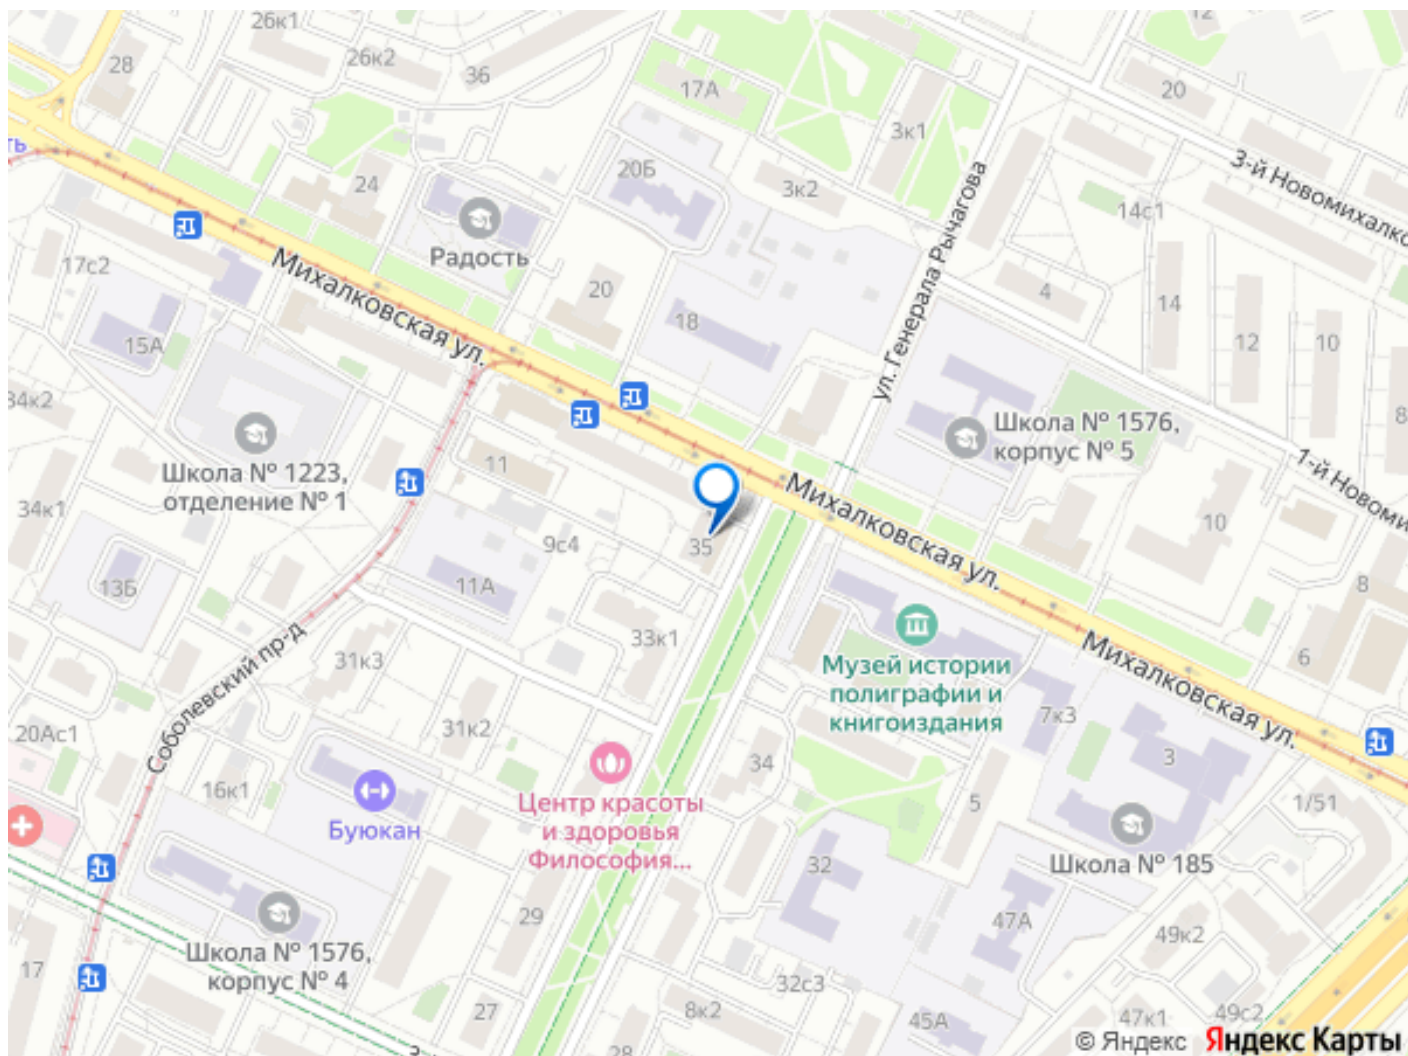 26к1
12
28
26к2
36
17А
20
3к1
3-й Новомихалко
ть
24
20Б
3к2
14с1
Радость
ул. Генерала Рычагова
17с2
Михалковская ул.
20
4
14
15А
18
12
10
34к2
8
Школа № 1576,
корпус № 5
Школа № 1223,
отделение № 1
11
1-й Новомихал
Михалковская ул.
34к1
10
9с4
35
13Б
11А
8
33к1
Соболевский пр-д
31к3
Музей истории
полиграфии и
книгоиздания
Михалковская ул.
6
20Ас1
31к2
7к3
3
34
16к1
Центр красоты
и здоровья
Философия...
5
1/51
Буюкан
32
Школа № 185
29
47А
49к2
Школа № 1576,
корпус № 4
17
32с3
27
8к2
45А
47к1
49с2
28
© Яндекс Яндекс Карты